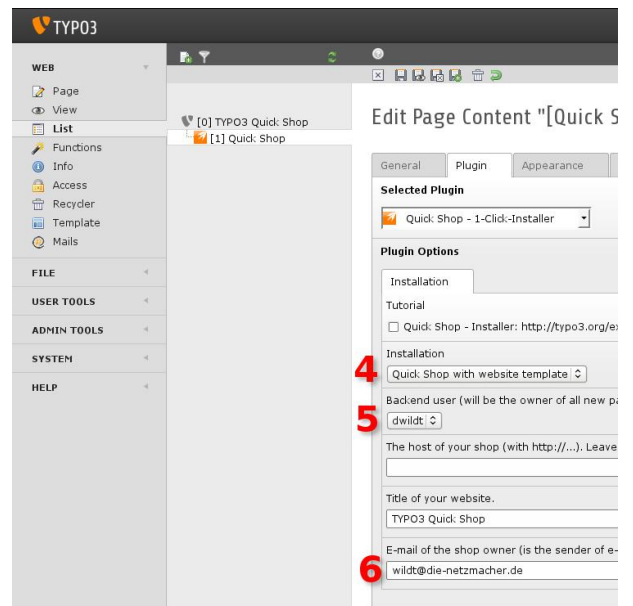 TYPO3
WEB
Page
View
List
Functions
Info
Access
Recycler
Template
Mails
FILE
USER TOOLS
ADMIN TOOLS
SYSTEM
HELP
[0] TYPO3 Quick Shop
[1] Quick Shop
Edit Page Content "[Quick S
General Plugin Appearance
Selected Plugin
Quick Shop - 1-Click-Installer
Plugin Options
Installation
Tutorial
Quick Shop - Installer: http://typo3.org/ex
Installation
4 Quick Shop with website template
Backend user (will be the owner of all new pa
5 dwildt
The host of your shop (with http://...). Leave
Title of your website.
TYPO3 Quick Shop
E-mail of the shop owner (is the sender of e-
6 wildt@die-netzmacher.de